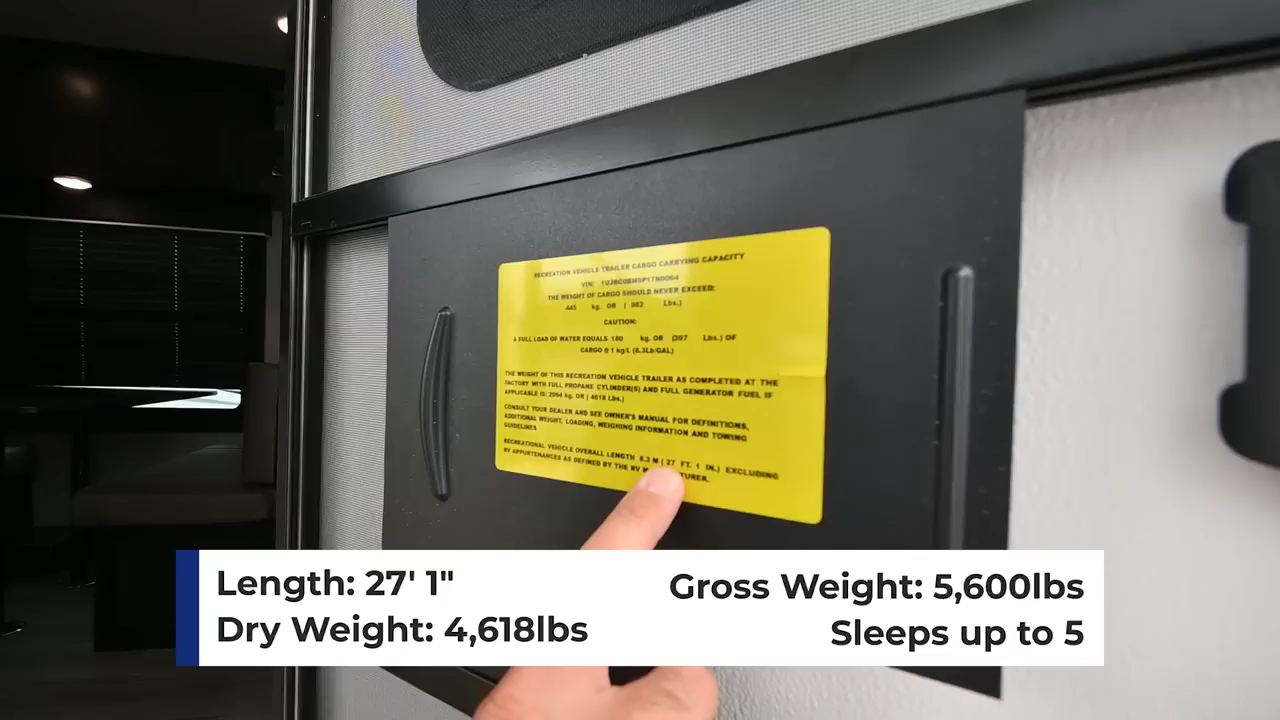 RECREATION VEHICLE TRAILER CARGO CARRYING CAPACITY
VIN:
THE WEIGHT OF CARGO SHOULD NEVER EXCEED:
445 kg. OR ( 982 Lbs.)
CAUTION:
A FULL LOAD OF WATER EQUALS 180 kg. OR (397 Lbs.) OF
CARGO @ 1 kg/L (8.3Lb/GAL)
THE WEIGHT OF THIS RECREATION VEHICLE TRAILER AS COMPLETED AT THE
FACTORY WITH FULL PROPANE CYLINDER(S) AND FULL GENERATOR FUEL IF
APPLICABLE IS: 2094 kg. OR ( 4618 Lbs.)
CONSULT YOUR DEALER AND SEE OWNER'S MANUAL FOR DEFINITIONS,
ADDITIONAL WEIGHT, LOADING, WEIGHING INFORMATION AND TOWING
GUIDELINES
RECREATIONAL VEHICLE OVERALL LENGTH 8.3 M ( 27 FT. 1 IN.) EXCLUDING
RV APPURTENANCES AS DEFINED BY THE RV
Length: 27' 1"
Dry Weight: 4,618lbs
Gross Weight: 5,600lbs
Sleeps up to 5